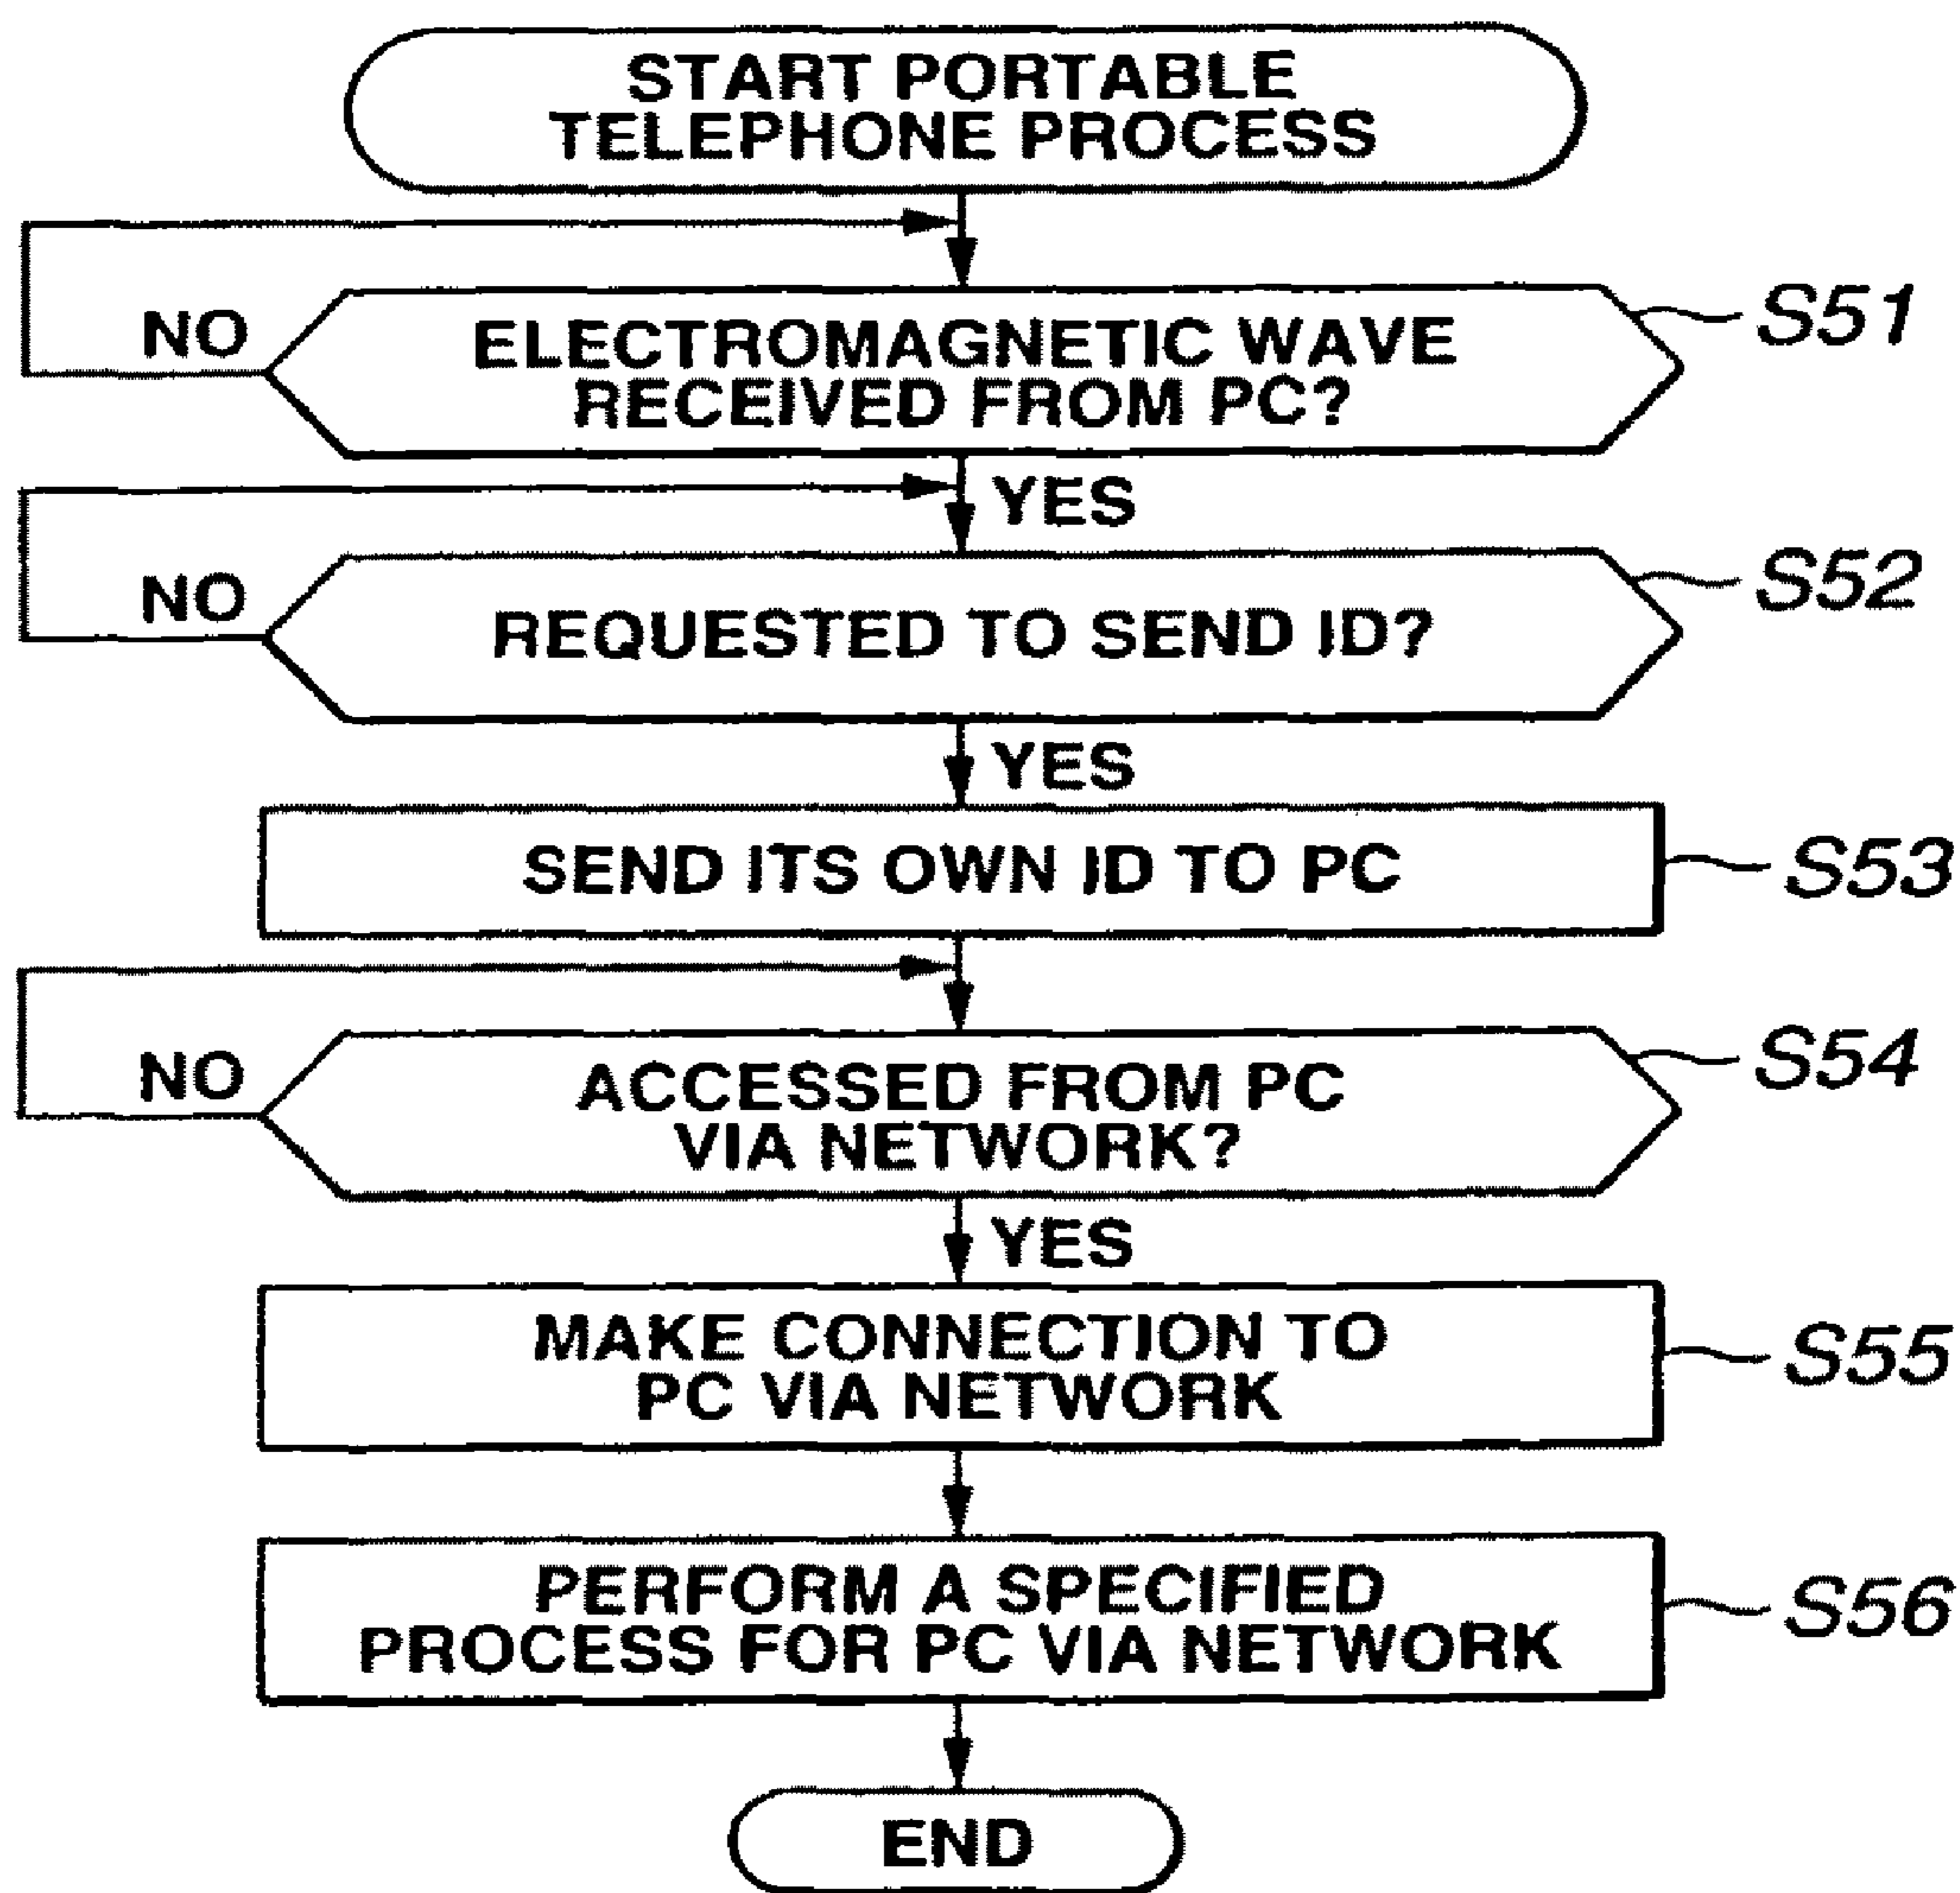 START PORTABLE
TELEPHONE PROCESS
NO
ELECTROMAGNETIC WAVE
RECEIVED FROM PC?
S51
YES
NO
REQUESTED TO SEND ID?
S52
YES
SEND ITS OWN ID TO PC
S53
NO
ACCESSED FROM PC
VIA NETWORK?
S54
YES
MAKE CONNECTION TO
PC VIA NETWORK
S55
PERFORM A SPECIFIED
PROCESS FOR PC VIA NETWORK
S56
END